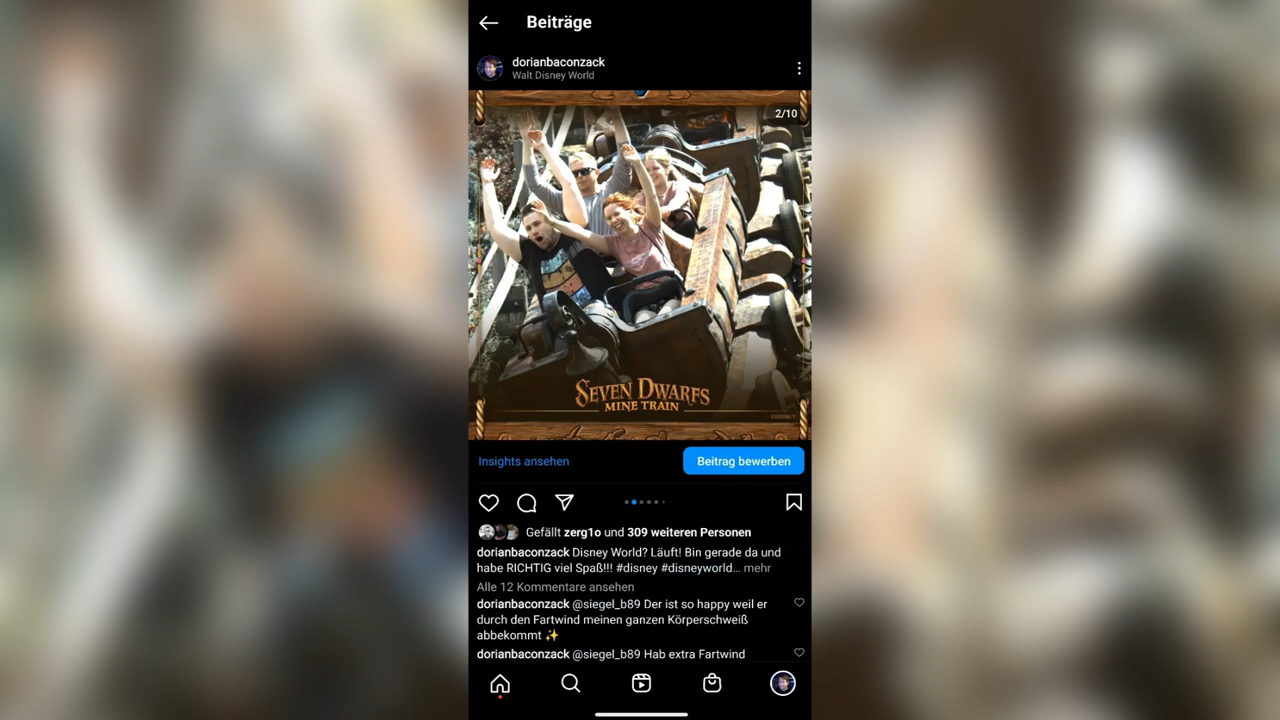 Beiträge
dorianbaconzack
Walt Disney World
2/10
SEVEN DWARFS
MINE TRAIN
©DISNEY
Insights ansehen
Beitrag bewerben
Gefällt zerg1o und 309 weiteren Personen
dorianbaconzack Disney World? Läuft! Bin gerade da und
habe RICHTIG viel Spaß!!! #disney #disneyworld… mehr
Alle 12 Kommentare ansehen
dorianbaconzack @siegel_b89 Der ist so happy weil er
durch den Fartwind meinen ganzen Körperschweiß
abbekommt ✨
dorianbaconzack @siegel_b89 Hab extra Fartwind